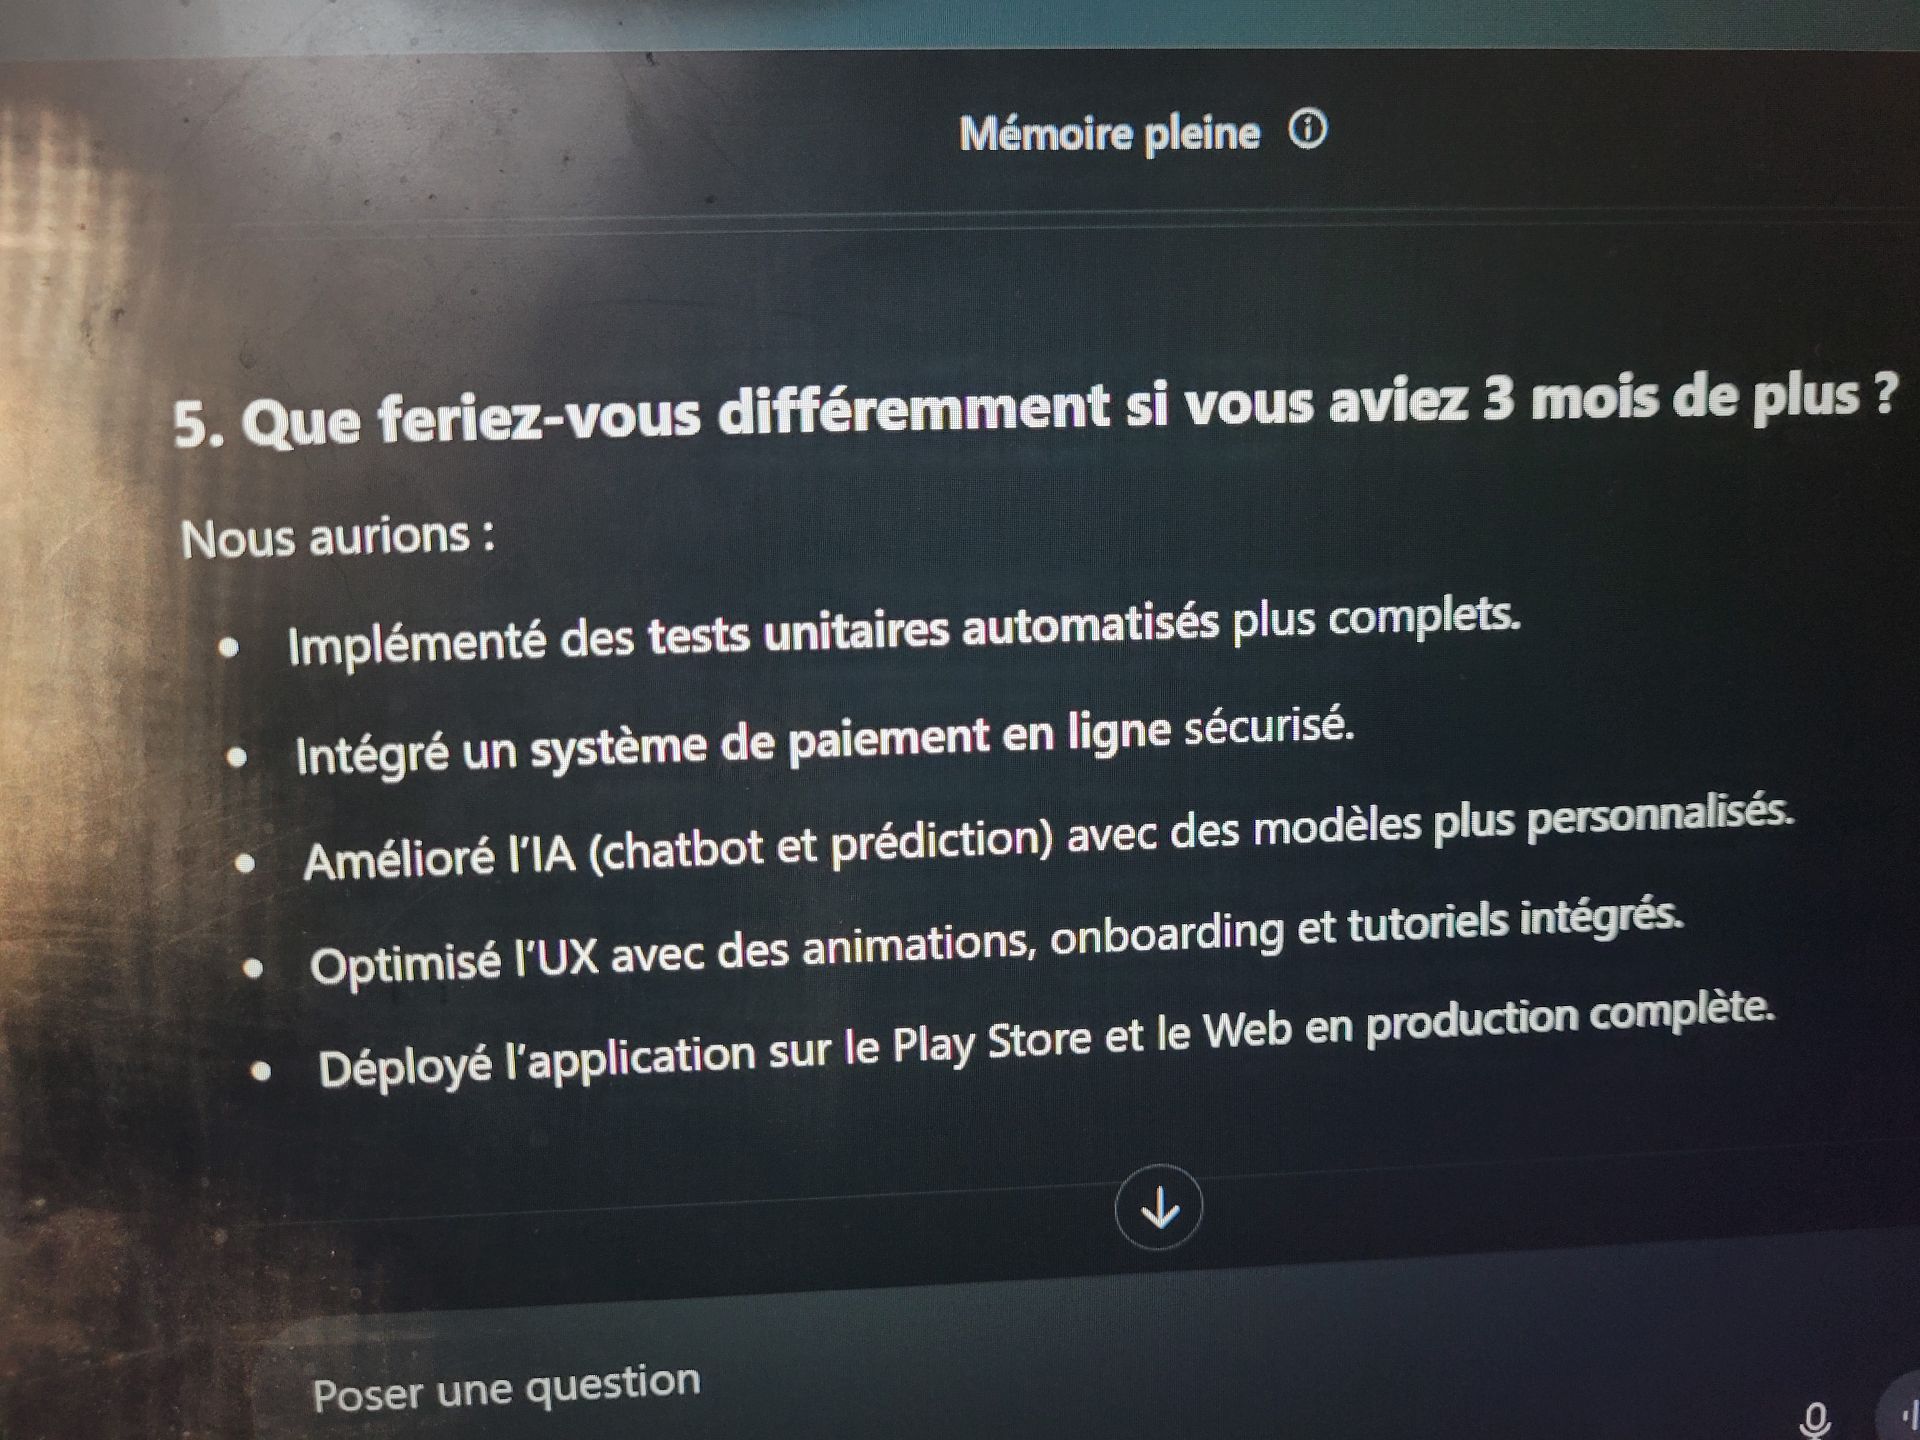 Mémoire pleine
5. Que feriez-vous différemment si vous aviez 3 mois de plus ?
Nous aurions :
• Implémenté des tests unitaires automatisés plus complets.
• Intégré un système de paiement en ligne sécurisé.
• Amélioré l'IA (chatbot et prédiction) avec des modèles plus personnalisés.
• Optimisé l'UX avec des animations, onboarding et tutoriels intégrés.
• Déployé l'application sur le Play Store et le Web en production complète.
Poser une question